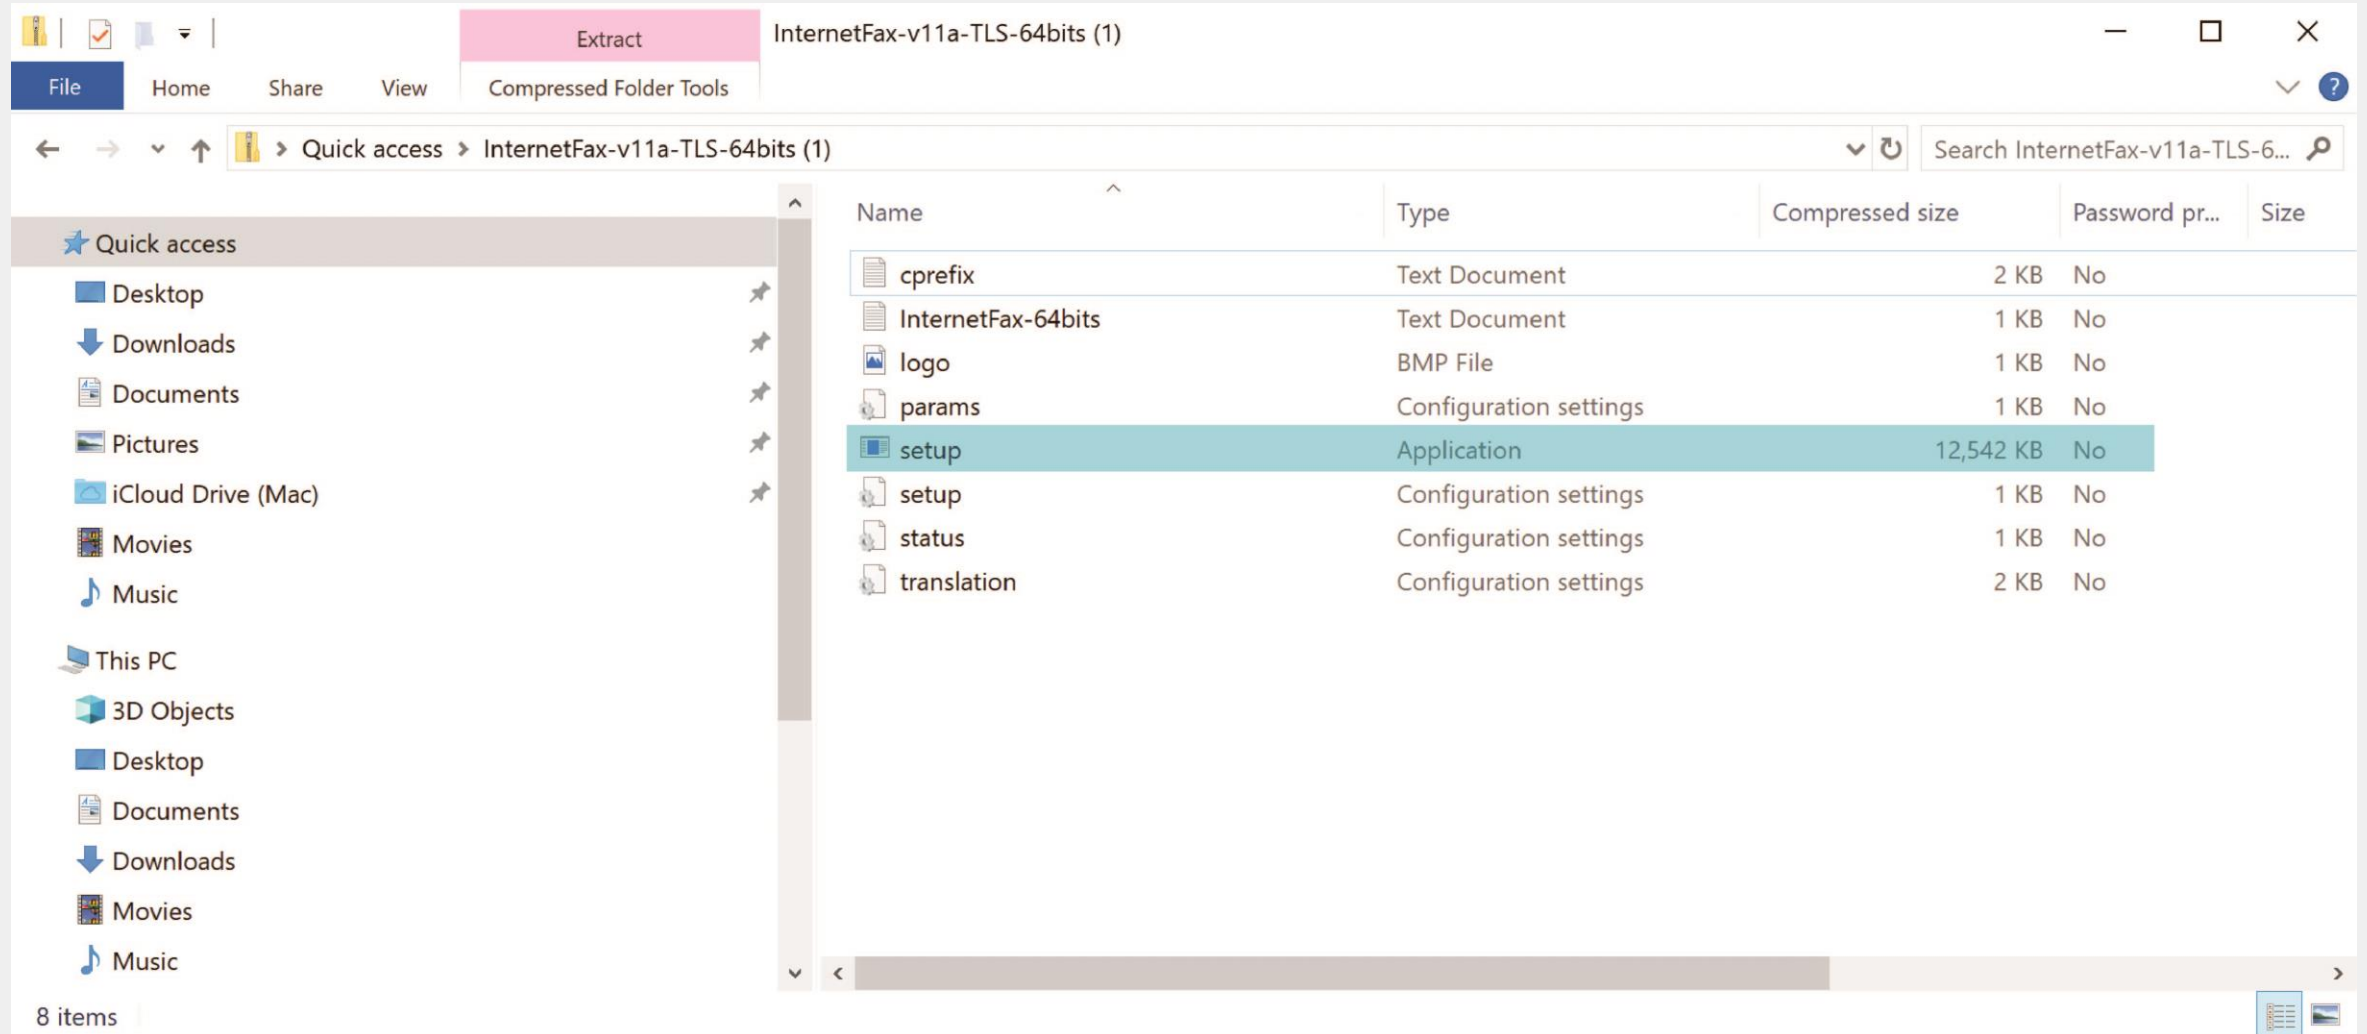 Extract
InternetFax-v11a-TLS-64bits (1)
File Home Share View Compressed Folder Tools
Quick access InternetFax-v11a-TLS-64bits (1)
Search InternetFax-v11a-TLS-6...
Quick access
Desktop
Downloads
Documents
Pictures
iCloud Drive (Mac)
Movies
Music
This PC
3D Objects
Desktop
Documents
Downloads
Movies
Music
Name Type Compressed size Password pr... Size
cprefix Text Document 2 KB No
InternetFax-64bits Text Document 1 KB No
logo BMP File 1 KB No
params Configuration settings 1 KB No
setup Application 12,542 KB No
setup Configuration settings 1 KB No
status Configuration settings 1 KB No
translation Configuration settings 2 KB No
8 items